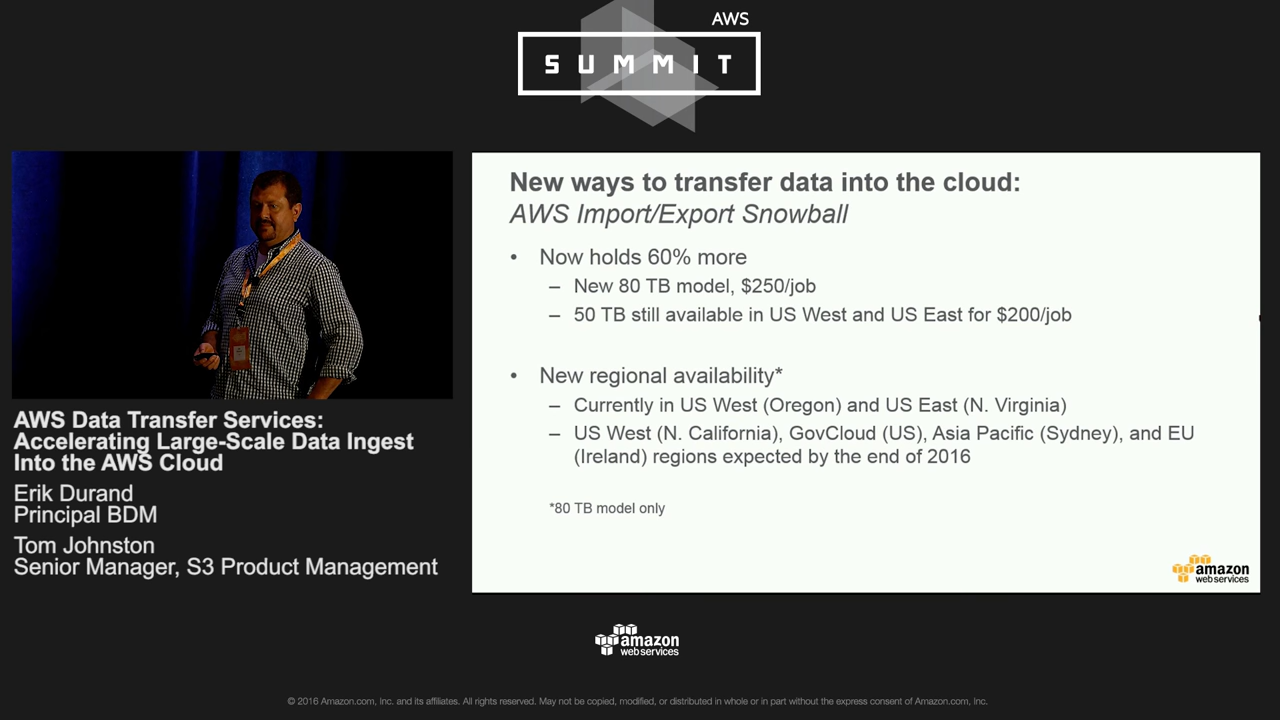 AWS
SUMMIT
New ways to transfer data into the cloud:
AWS Import/Export Snowball
• Now holds 60% more
– New 80 TB model, $250/job
– 50 TB still available in US West and US East for $200/job
• New regional availability*
– Currently in US West (Oregon) and US East (N. Virginia)
– US West (N. California), GovCloud (US), Asia Pacific (Sydney), and EU
(Ireland) regions expected by the end of 2016
*80 TB model only
amazon
web services
AWS Data Transfer Services:
Accelerating Large-Scale Data Ingest
Into the AWS Cloud
Erik Durand
Principal BDM
Tom Johnston
Senior Manager, S3 Product Management
amazon
web services
© 2016 Amazon.com, Inc. and its affiliates. All rights reserved. May not be copied, modified, or distributed in whole or in part without the express consent of Amazon.com, Inc.